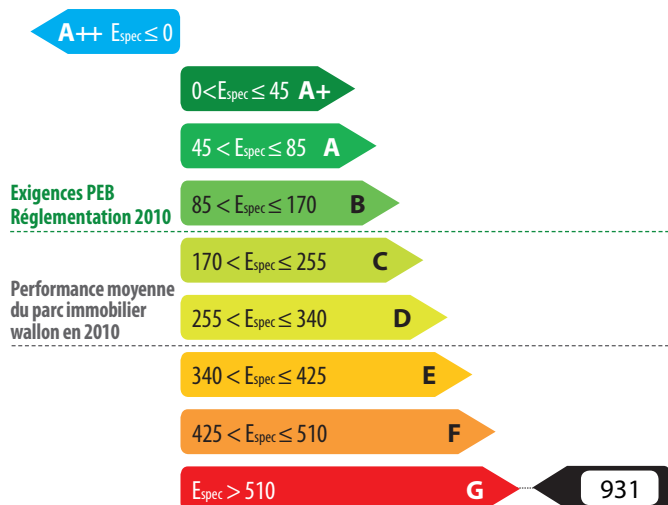 A++ Espec ≤ 0
0<Espec ≤ 45 A+
45 < Espec ≤ 85 A
Exigences PEB
Réglementation 2010
85 < Espec ≤ 170 B
170 < Espec ≤ 255 C
Performance moyenne
du parc immobilier
wallon en 2010
255 < Espec ≤ 340 D
340 < Espec ≤ 425 E
425 < Espec ≤ 510 F
Espec > 510 G
931